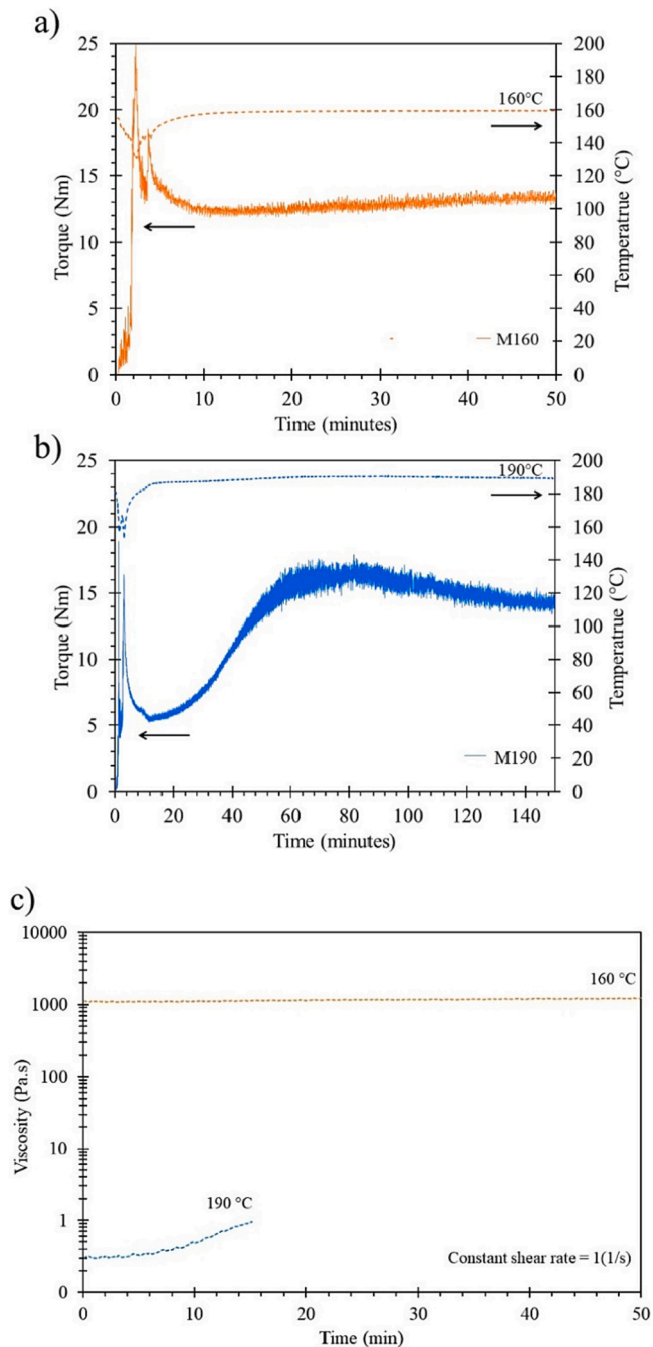 a)
25
20
15
10
5
0
Torque (Nm)
200
180
160
140
120
100
80
60
40
20
0
Temperatrue (°C)
160°C
M160
0 10 20 30 40 50
Time (minutes)
b)
25
20
15
10
5
0
Torque (Nm)
200
180
160
140
120
100
80
60
40
20
0
Temperatrue (°C)
190°C
M190
0 20 40 60 80 100 120 140
Time (minutes)
c)
10000
1000
100
10
1
0
Viscosity (Pa.s)
160 °C
190 °C
Constant shear rate = 1(1/s)
0 10 20 30 40 50
Time (min)